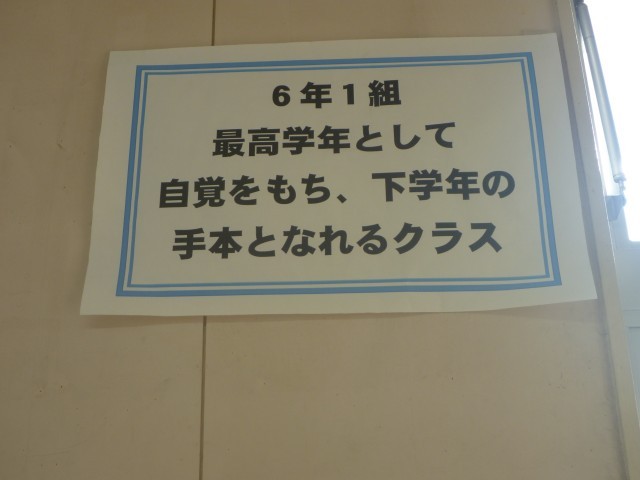 6年1組
最高学年として
自覚をもち、下学年の
手本となれるクラス